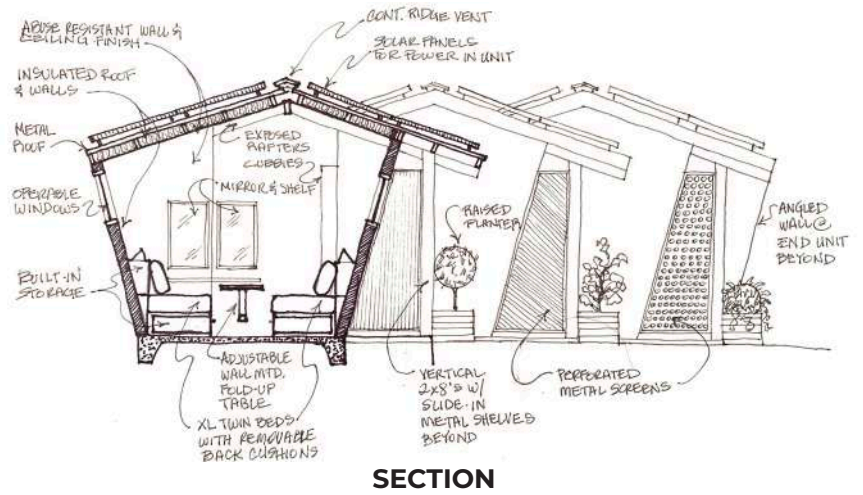 ABUSE RESISTANT WALL &
CEILING FINISH
CONT. RIDGE VENT
SOLAR PANELS
FOR POWER IN UNIT
INSULATED ROOF
& WALLS
METAL
ROOF
EXPOSED
RAFTERS
CUBBIES
MIRROR & SHELF
OPERABLE
WINDOWS
RAISED
PLANTER
ANGLED
WALL @
END UNIT
BEYOND
BUILT-IN
STORAGE
ADJUSTABLE
WALL MTD.
FOLD-UP
TABLE
XL TWIN BEDS
WITH REMOVABLE
BACK CUSHIONS
VERTICAL
2x8'S W/
SLIDE-IN
METAL SHELVES
BEYOND
PERFORATED
METAL SCREENS
SECTION